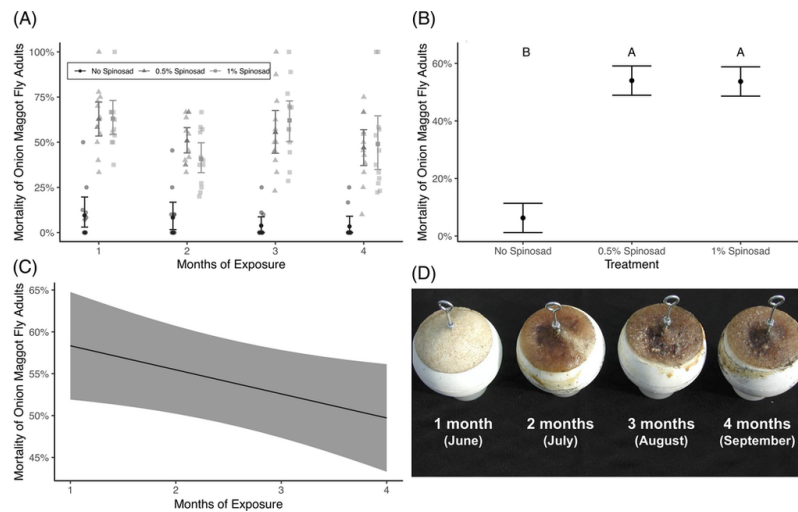 (A)
Mortality of Onion Maggot Fly Adults
100%
75%
50%
25%
0%
No Spinosad 0.5% Spinosad 1% Spinosad
1 2 3 4
Months of Exposure
(B)
Mortality of Onion Maggot Fly Adults
60%
40%
20%
0%
B A A
No Spinosad 0.5% Spinosad 1% Spinosad
Treatment
(C)
Mortality of Onion Maggot Fly Adults
65%
60%
55%
50%
45%
1 2 3 4
Months of Exposure
(D)
1 month 2 months 3 months 4 months
(June) (July) (August) (September)